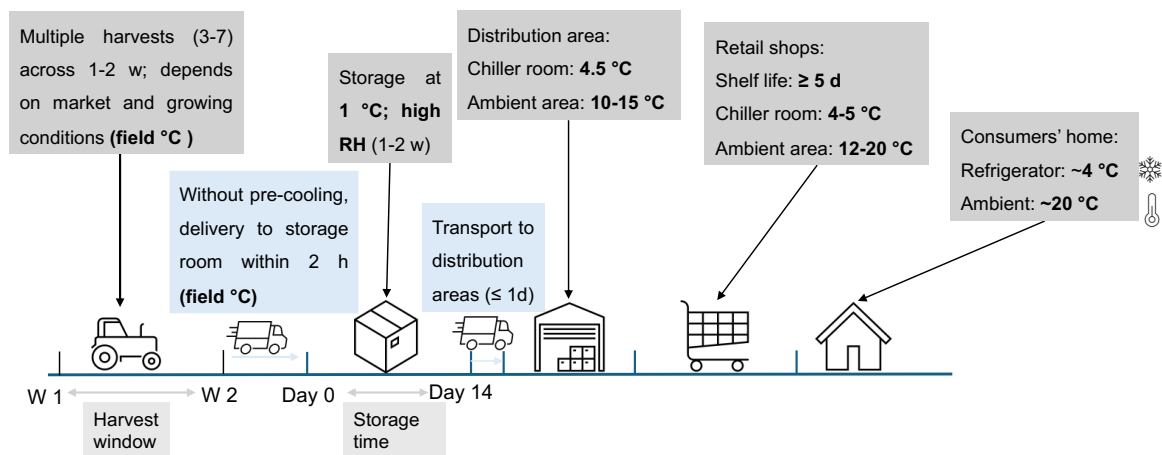 Multiple harvests (3-7)
across 1-2 w; depends
on market and growing
conditions (field °C )
Without pre-cooling,
delivery to storage
room within 2 h
(field °C)
Storage at
1 °C; high
RH (1-2 w)
Transport to
distribution
areas (≤ 1d)
Distribution area:
Chiller room: 4.5 °C
Ambient area: 10-15 °C
Retail shops:
Shelf life: ≥ 5 d
Chiller room: 4-5 °C
Ambient area: 12-20 °C
Consumers' home:
Refrigerator: ~4 °C
Ambient: ~20 °C
W 1
W 2
Day 0
Day 14
Harvest
window
Storage
time